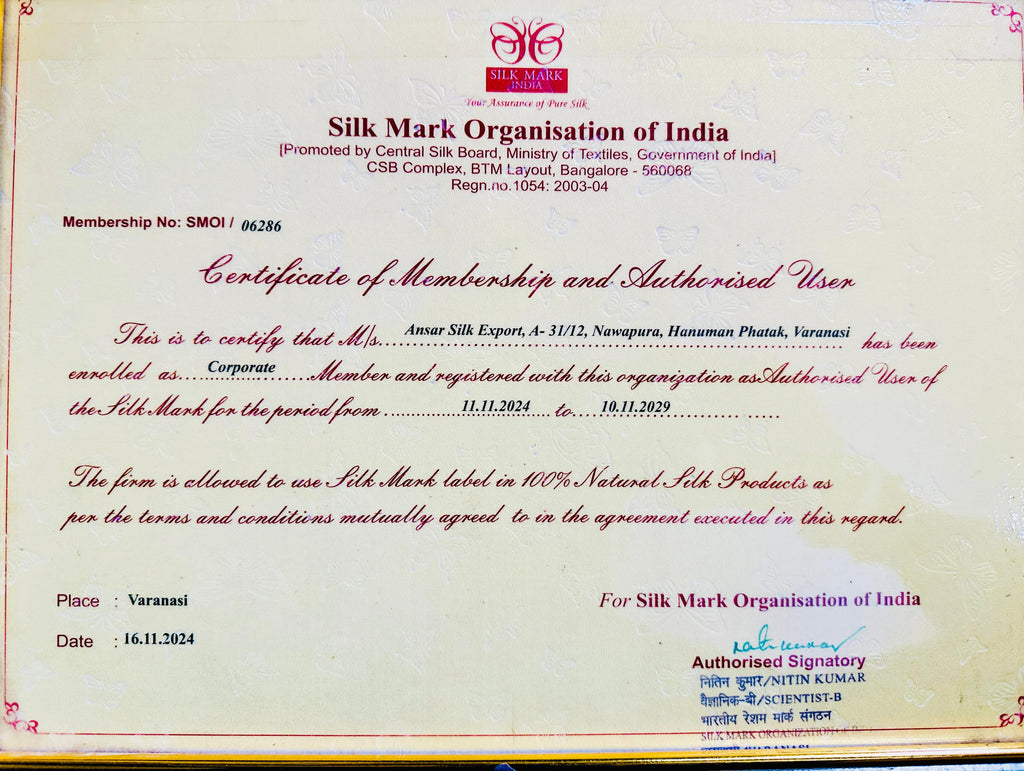 SILK MARK
INDIA
Your Assurance of Pure Silk
Silk Mark Organisation of India
[Promoted by Central Silk Board, Ministry of Textiles, Government of India]
CSB Complex, BTM Layout, Bangalore - 560068
Regn.no.1054: 2003-04
Membership No: SMOI / 06286
Certificate of Membership and Authorised User
This is to certify that M/s. Ansar Silk Export, A- 31/12, Nawapura, Hanuman Phatak, Varanasi has been
enrolled as Corporate Member and registered with this organization as Authorised User of
the Silk Mark for the period from 11.11.2024 to 10.11.2029
The firm is allowed to use Silk Mark label in 100% Natural Silk Products as
per the terms and conditions mutually agreed to in the agreement executed in this regard.
Place : Varanasi
For Silk Mark Organisation of India
Date : 16.11.2024
Authorised Signatory
नितिन कुमार/NITIN KUMAR
वैज्ञानिक-बी/SCIENTIST-B
भारतीय रेशम मार्क संगठन
SILK MARK ORGANIZATION OF
VARANASI